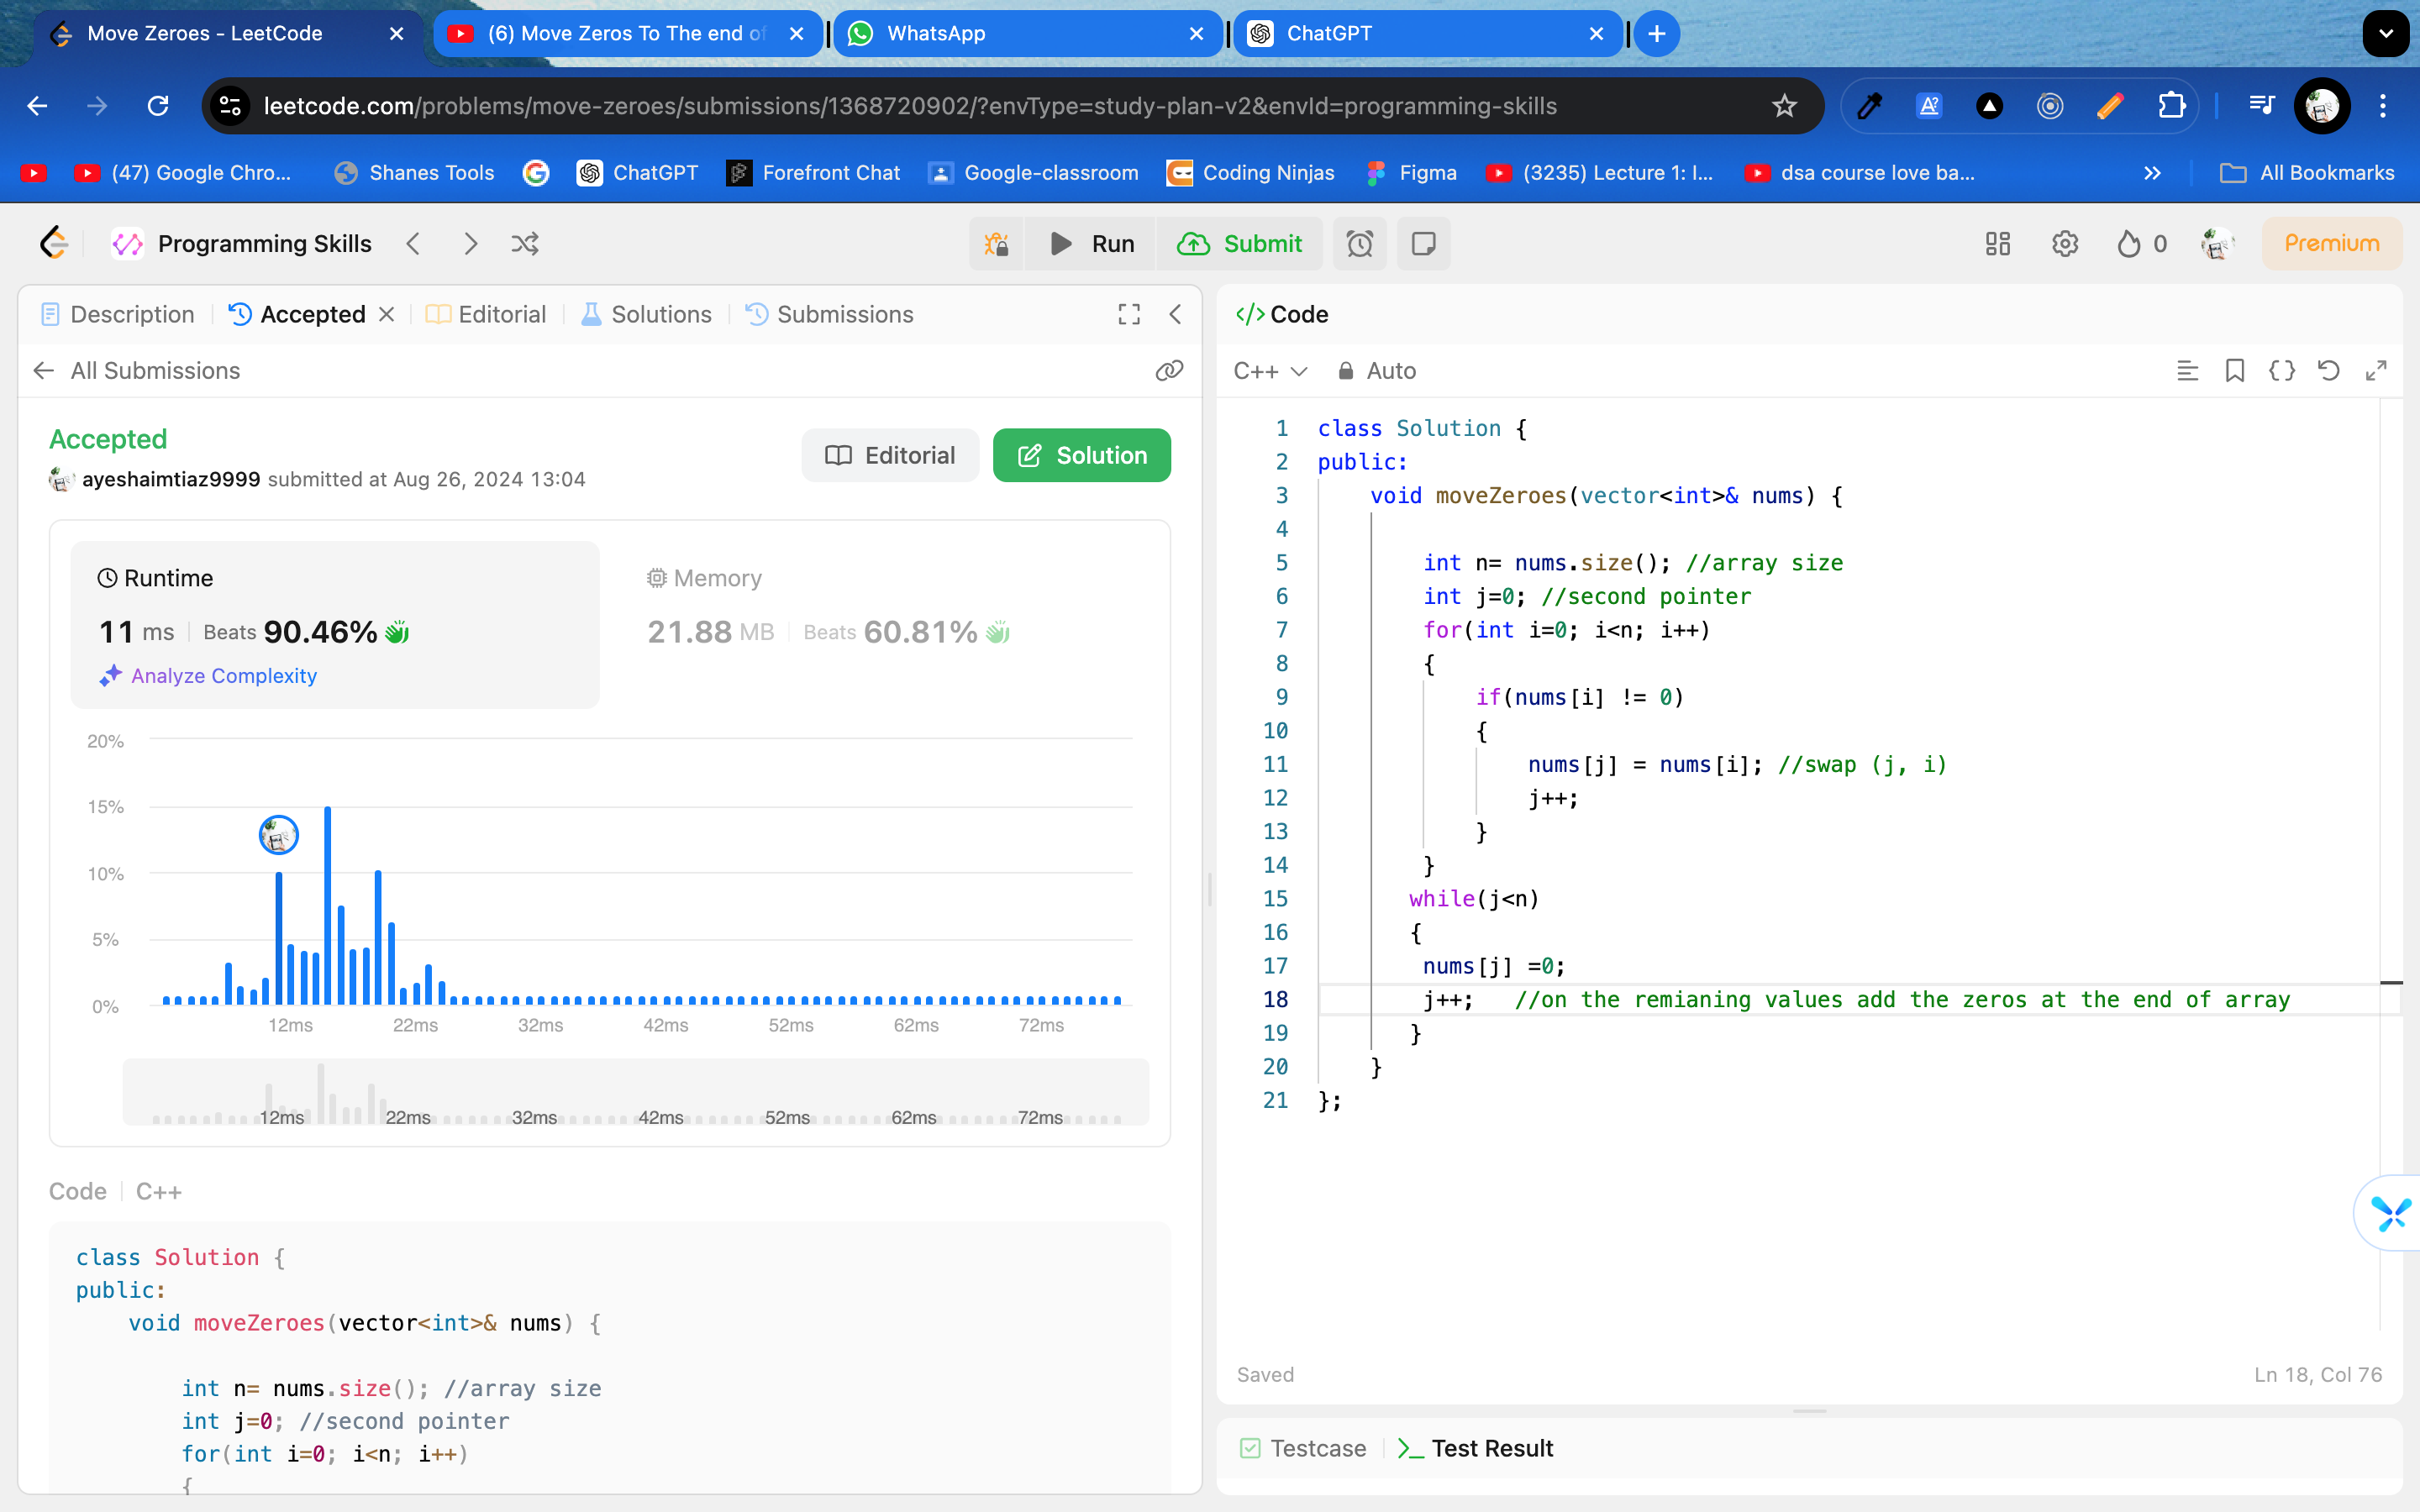 Move Zeroes - LeetCode
(6) Move Zeros To The end of
WhatsApp
ChatGPT
leetcode.com/problems/move-zeroes/submissions/1368720902/?envType=study-plan-v2&envId=programming-skills
(47) Google Chro...
Shanes Tools
ChatGPT
Forefront Chat
Google-classroom
Coding Ninjas
Figma
(3235) Lecture 1: I...
dsa course love ba...
All Bookmarks
Programming Skills
Run
Submit
0
Premium
Description
Accepted
Editorial
Solutions
Submissions
All Submissions
Accepted
ayeshaimtiaz9999 submitted at Aug 26, 2024 13:04
Editorial
Solution
Runtime
11 ms
Beats 90.46%
Analyze Complexity
Memory
21.88 MB
Beats 60.81%
20%
15%
10%
5%
0%
12ms 22ms 32ms 42ms 52ms 62ms 72ms
12ms 22ms 32ms 42ms 52ms 62ms 72ms
Code
C++
class Solution {
public:
    void moveZeroes(vector<int>& nums) {
        int n= nums.size(); //array size
        int j=0; //second pointer
        for(int i=0; i<n; i++)
        {
Code
C++
Auto
1 class Solution {
2 public:
3     void moveZeroes(vector<int>& nums) {
4
5         int n= nums.size(); //array size
6         int j=0; //second pointer
7         for(int i=0; i<n; i++)
8         {
9             if(nums[i] != 0)
10             {
11                 nums[j] = nums[i]; //swap (j, i)
12                 j++;
13             }
14         }
15        while(j<n)
16        {
17         nums[j] =0;
18         j++;   //on the remianing values add the zeros at the end of array
19        }
20     }
21 };
Saved
Ln 18, Col 76
Testcase
Test Result